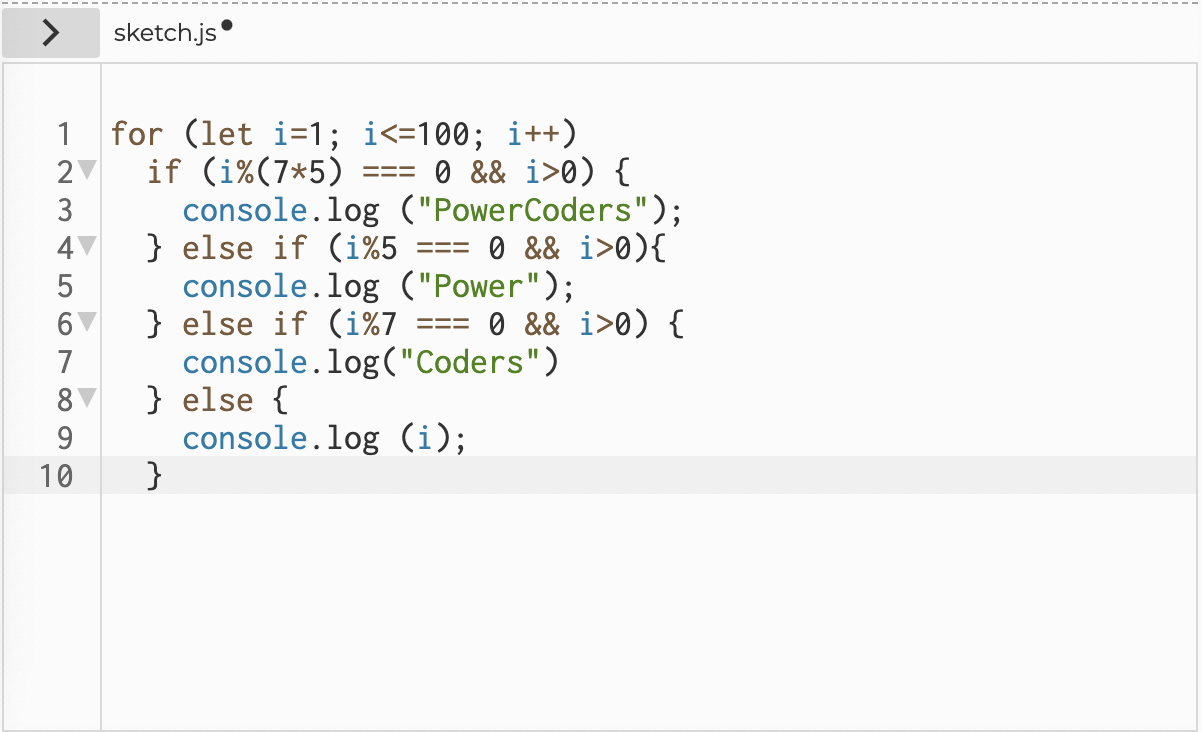 sketch.js●
1 for (let i=1; i<=100; i++)
2 if (i%(7*5) === 0 && i>0) {
3 console.log ("PowerCoders");
4 } else if (i%5 === 0 && i>0){
5 console.log ("Power");
6 } else if (i%7 === 0 && i>0) {
7 console.log("Coders")
8 } else {
9 console.log (i);
10 }